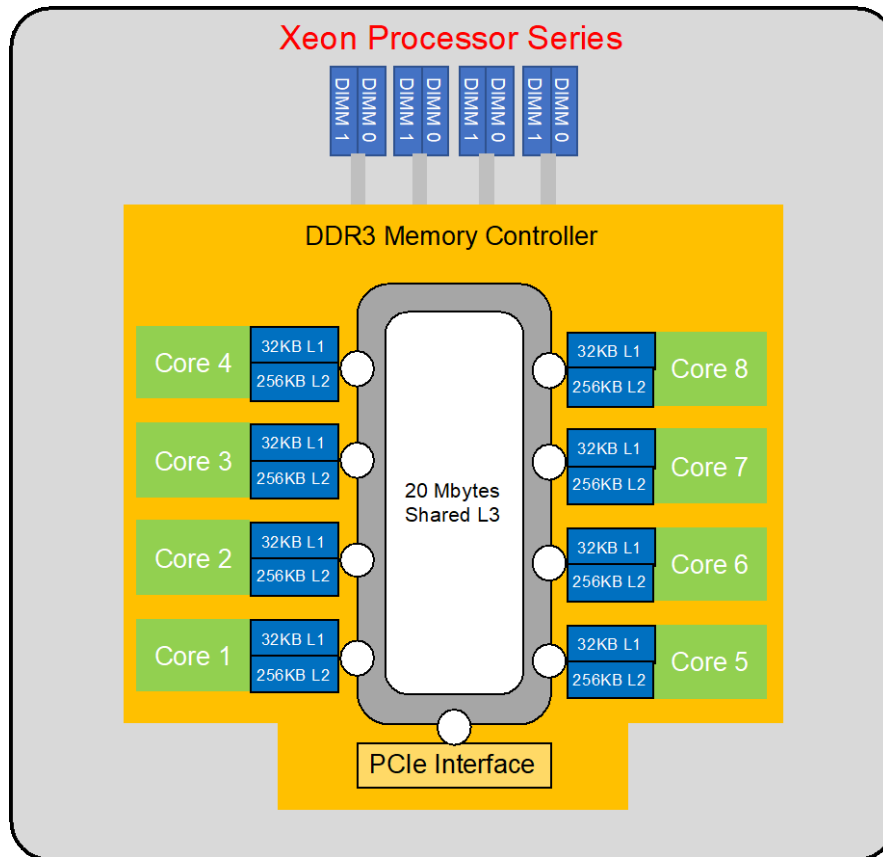 Xeon Processor Series
DIMM 1
DIMM 0
DIMM 1
DIMM 0
DIMM 1
DIMM 0
DIMM 1
DIMM 0
DDR3 Memory Controller
Core 4
32KB L1
256KB L2
Core 3
32KB L1
256KB L2
Core 2
32KB L1
256KB L2
Core 1
32KB L1
256KB L2
20 Mbytes
Shared L3
32KB L1
256KB L2
Core 8
32KB L1
256KB L2
Core 7
32KB L1
256KB L2
Core 6
32KB L1
256KB L2
Core 5
PCIe Interface